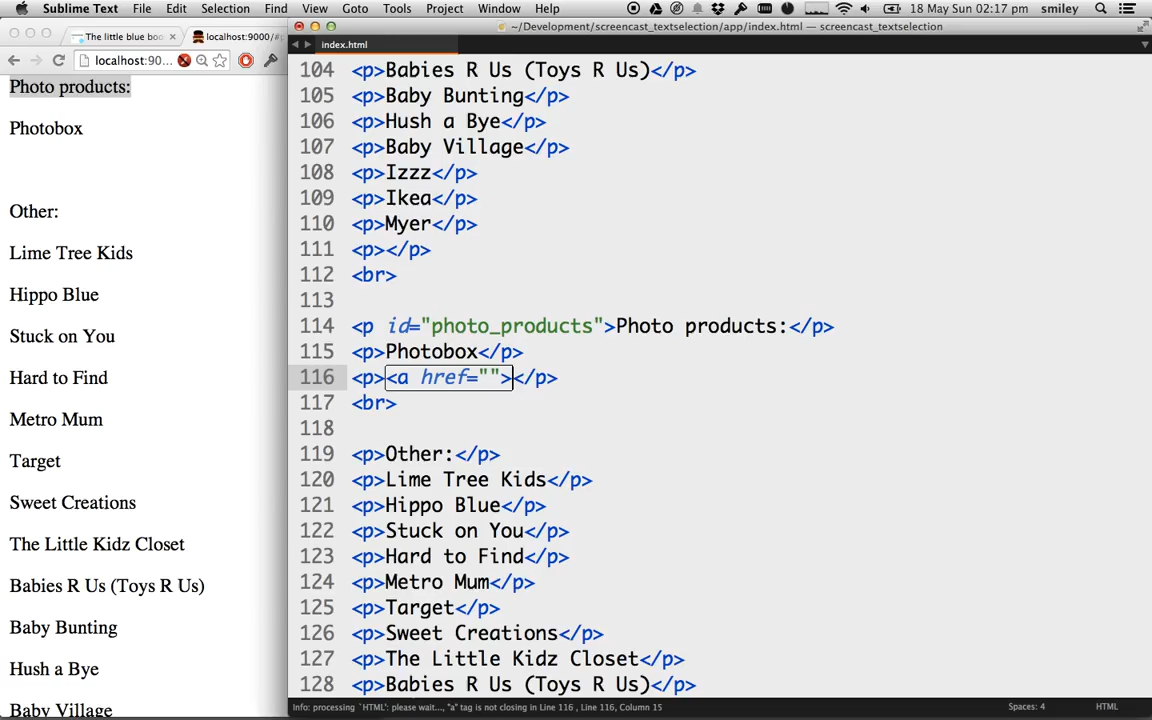 Sublime Text File Edit Selection Find View Goto Tools Project Window Help 18 May Sun 02:17 pm smiley
~/Development/screencast_textselection/app/index.html — screencast_textselection
The little blue boo
localhost:9000/#
index.html
localhost:90...
Photo products:
Photobox
Other:
Lime Tree Kids
Hippo Blue
Stuck on You
Hard to Find
Metro Mum
Target
Sweet Creations
The Little Kidz Closet
Babies R Us (Toys R Us)
Baby Bunting
Hush a Bye
Baby Village
104 <p>Babies R Us (Toys R Us)</p>
105 <p>Baby Bunting</p>
106 <p>Hush a Bye</p>
107 <p>Baby Village</p>
108 <p>Izzz</p>
109 <p>Ikea</p>
110 <p>Myer</p>
111 <p></p>
112 <br>
113
114 <p id="photo_products">Photo products:</p>
115 <p>Photobox</p>
116 <p><a href=""></p>
117 <br>
118
119 <p>Other:</p>
120 <p>Lime Tree Kids</p>
121 <p>Hippo Blue</p>
122 <p>Stuck on You</p>
123 <p>Hard to Find</p>
124 <p>Metro Mum</p>
125 <p>Target</p>
126 <p>Sweet Creations</p>
127 <p>The Little Kidz Closet</p>
128 <p>Babies R Us (Toys R Us)</p>
Info: processing `HTML': please wait..., "a" tag is not closing in Line 116 , Line 116, Column 15
Spaces: 4 HTML